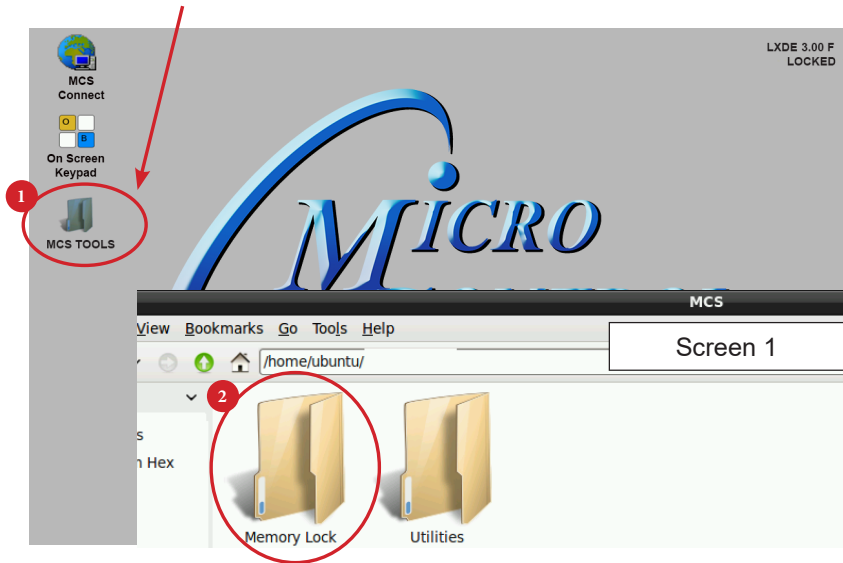 LXDE 3.00 F
LOCKED
MCS
Connect
O
B
On Screen
Keypad
1
MCS TOOLS
MICRO
MCS
View Bookmarks Go Tools Help
Screen 1
/home/ubuntu/
2
s
n Hex
Memory Lock
Utilities